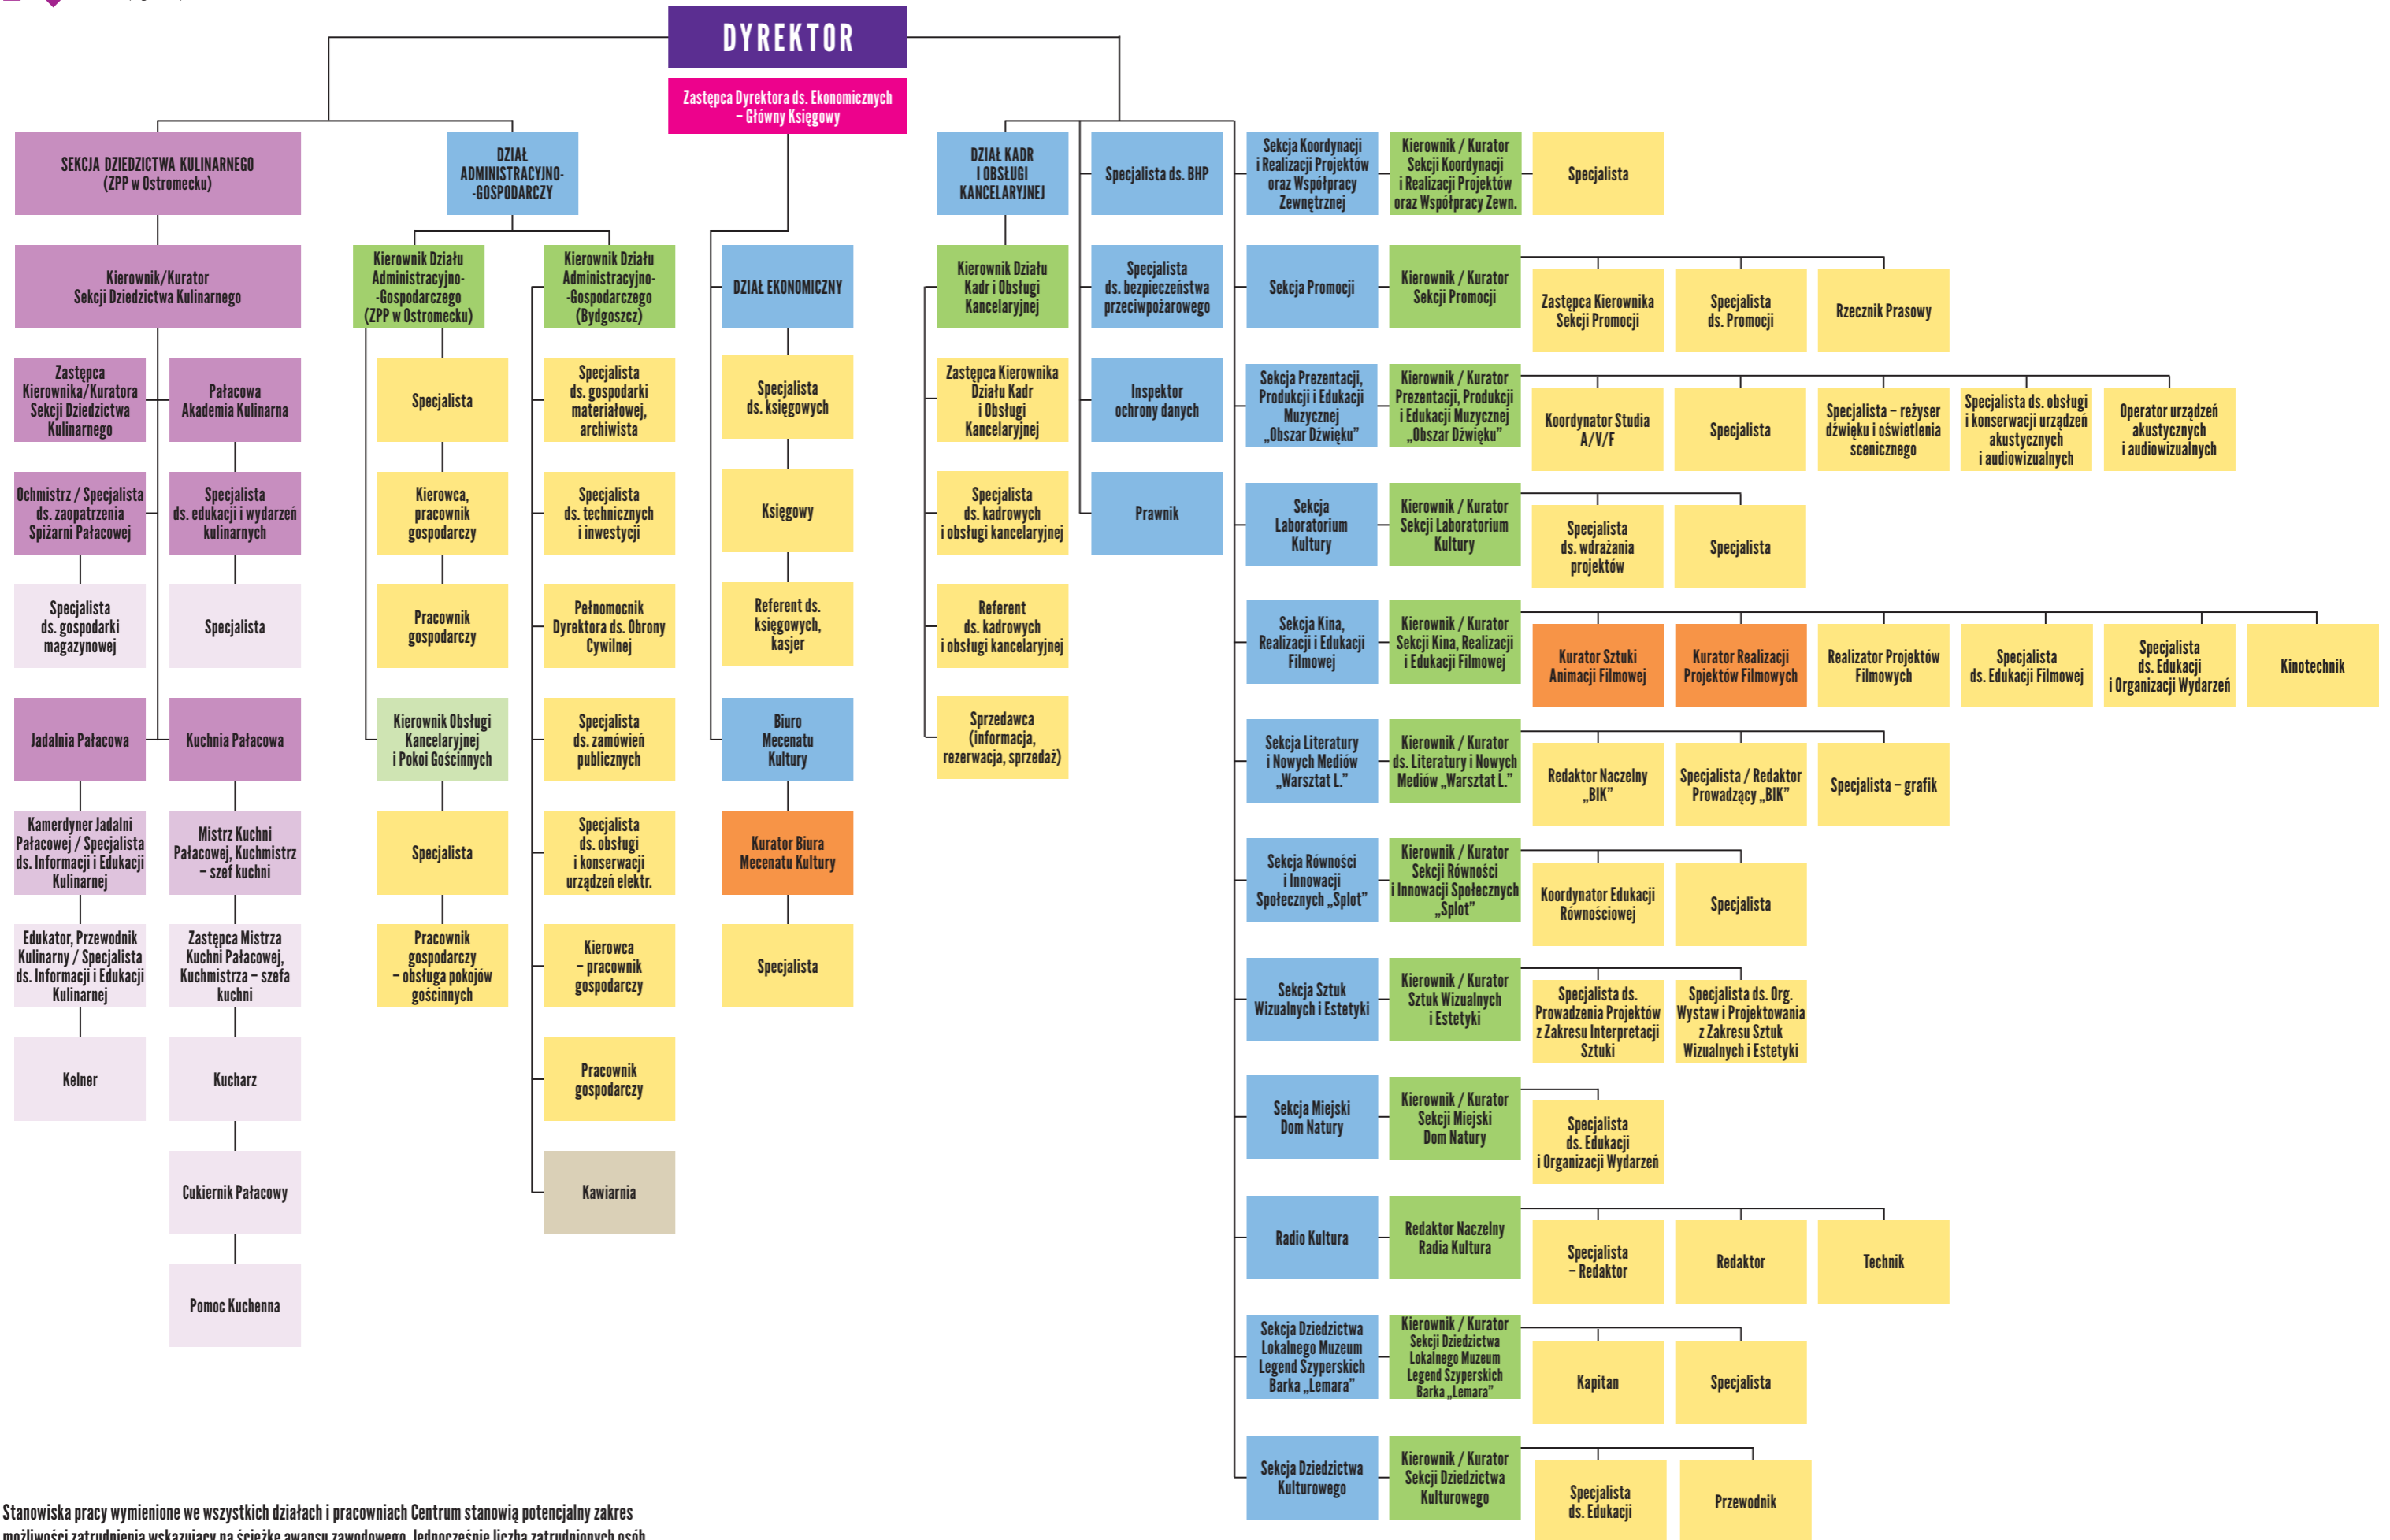 DYREKTOR
Zastępca Dyrektora ds. Ekonomicznych
– Główny Księgowy
SEKCJA DZIEDZICTWA KULINARNEGO
(ZPP w Ostromecku)
Kierownik/Kurator
Sekcji Dziedzictwa Kulinarnego
Zastępca
Kierownika/Kuratora
Sekcji Dziedzictwa
Kulinarnego
Pałacowa
Akademia Kulinarna
Ochmistrz / Specjalista
ds. zaopatrzenia
Spiżarni Pałacowej
Specjalista
ds. edukacji i wydarzeń
kulinarnych
Specjalista
ds. gospodarki
magazynowej
Specjalista
Jadalnia Pałacowa
Kuchnia Pałacowa
Kamerdyner Jadalni
Pałacowej / Specjalista
ds. Informacji i Edukacji
Kulinarnej
Mistrz Kuchni
Pałacowej, Kuchmistrz
– szef kuchni
Edukator, Przewodnik
Kulinarny / Specjalista
ds. Informacji i Edukacji
Kulinarnej
Zastępca Mistrza
Kuchni Pałacowej,
Kuchmistrza – szefa
kuchni
Kelner
Kucharz
Cukiernik Pałacowy
Pomoc Kuchenna
DZIAŁ
ADMINISTRACYJNO-
-GOSPODARCZY
Kierownik Działu
Administracyjno-
-Gospodarczego
(ZPP w Ostromecku)
Specjalista
Kierowca,
pracownik
gospodarczy
Pracownik
gospodarczy
Kierownik Obsługi
Kancelaryjnej
i Pokoi Gościnnych
Specjalista
Pracownik
gospodarczy
– obsługa pokojów
gościnnych
Kierownik Działu
Administracyjno-
-Gospodarczego
(Bydgoszcz)
Specjalista
ds. gospodarki
materiałowej,
archiwista
Specjalista
ds. technicznych
i inwestycji
Pełnomocnik
Dyrektora ds. Obrony
Cywilnej
Specjalista
ds. zamówień
publicznych
Specjalista
ds. obsługi
i konserwacji
urządzeń elektr.
Kierowca
– pracownik
gospodarczy
Pracownik
gospodarczy
Kawiarnia
DZIAŁ EKONOMICZNY
Specjalista
ds. księgowych
Księgowy
Referent ds.
księgowych,
kasjer
Biuro
Mecenatu
Kultury
Kurator Biura
Mecenatu Kultury
Specjalista
DZIAŁ KADR
I OBSŁUGI
KANCELARYJNEJ
Kierownik Działu
Kadr i Obsługi
Kancelaryjnej
Zastępca Kierownika
Działu Kadr
i Obsługi
Kancelaryjnej
Specjalista
ds. kadrowych
i obsługi kancelaryjnej
Referent
ds. kadrowych
i obsługi kancelaryjnej
Sprzedawca
(informacja,
rezerwacja, sprzedaż)
Specjalista ds. BHP
Specjalista
ds. bezpieczeństwa
przeciwpożarowego
Inspektor
ochrony danych
Prawnik
Sekcja Koordynacji
i Realizacji Projektów
oraz Współpracy
Zewnętrznej
Kierownik / Kurator
Sekcji Koordynacji
i Realizacji Projektów
oraz Współpracy Zewn.
Specjalista
Sekcja Promocji
Kierownik / Kurator
Sekcji Promocji
Zastępca Kierownika
Sekcji Promocji
Specjalista
ds. Promocji
Rzecznik Prasowy
Sekcja Prezentacji,
Produkcji i Edukacji
Muzycznej
„Obszar Dźwięku”
Kierownik / Kurator
Prezentacji, Produkcji
i Edukacji Muzycznej
„Obszar Dźwięku”
Koordynator Studia
A/V/F
Specjalista
Specjalista – reżyser
dźwięku i oświetlenia
scenicznego
Specjalista ds. obsługi
i konserwacji urządzeń
akustycznych
i audiowizualnych
Operator urządzeń
akustycznych
i audiowizualnych
Sekcja
Laboratorium
Kultury
Kierownik / Kurator
Sekcji Laboratorium
Kultury
Specjalista
ds. wdrażania
projektów
Specjalista
Sekcja Kina,
Realizacji i Edukacji
Filmowej
Kierownik / Kurator
Sekcji Kina, Realizacji
i Edukacji Filmowej
Kurator Sztuki
Animacji Filmowej
Kurator Realizacji
Projektów Filmowych
Realizator Projektów
Filmowych
Specjalista
ds. Edukacji Filmowej
Specjalista
ds. Edukacji
i Organizacji Wydarzeń
Kinotechnik
Sekcja Literatury
i Nowych Mediów
„Warsztat L.”
Kierownik / Kurator
ds. Literatury i Nowych
Mediów „Warsztat L.”
Redaktor Naczelny
„BIK”
Specjalista / Redaktor
Prowadzący „BIK”
Specjalista – grafik
Sekcja Równości
i Innowacji
Społecznych „Splot”
Kierownik / Kurator
Sekcji Równości
i Innowacji Społecznych
„Splot”
Koordynator Edukacji
Równościowej
Specjalista
Sekcja Sztuk
Wizualnych i Estetyki
Kierownik / Kurator
Sztuk Wizualnych
i Estetyki
Specjalista ds.
Prowadzenia Projektów
z Zakresu Interpretacji
Sztuki
Specjalista ds. Org.
Wystaw i Projektowania
z Zakresu Sztuk
Wizualnych i Estetyki
Sekcja Miejski
Dom Natury
Kierownik / Kurator
Sekcji Miejski
Dom Natury
Specjalista
ds. Edukacji
i Organizacji Wydarzeń
Radio Kultura
Redaktor Naczelny
Radia Kultura
Specjalista
– Redaktor
Redaktor
Technik
Sekcja Dziedzictwa
Lokalnego Muzeum
Legend Szyperskich
Barka „Lemara”
Kierownik / Kurator
Sekcji Dziedzictwa
Lokalnego Muzeum
Legend Szyperskich
Barka „Lemara”
Kapitan
Specjalista
Sekcja Dziedzictwa
Kulturowego
Kierownik / Kurator
Sekcji Dziedzictwa
Kulturowego
Specjalista
ds. Edukacji
Przewodnik
Stanowiska pracy wymienione we wszystkich działach i pracowniach Centrum stanowią potencjalny zakres
możliwości zatrudnienia wskazujący na ścieżkę awansu zawodowego. Jednocześnie liczba zatrudnionych osób